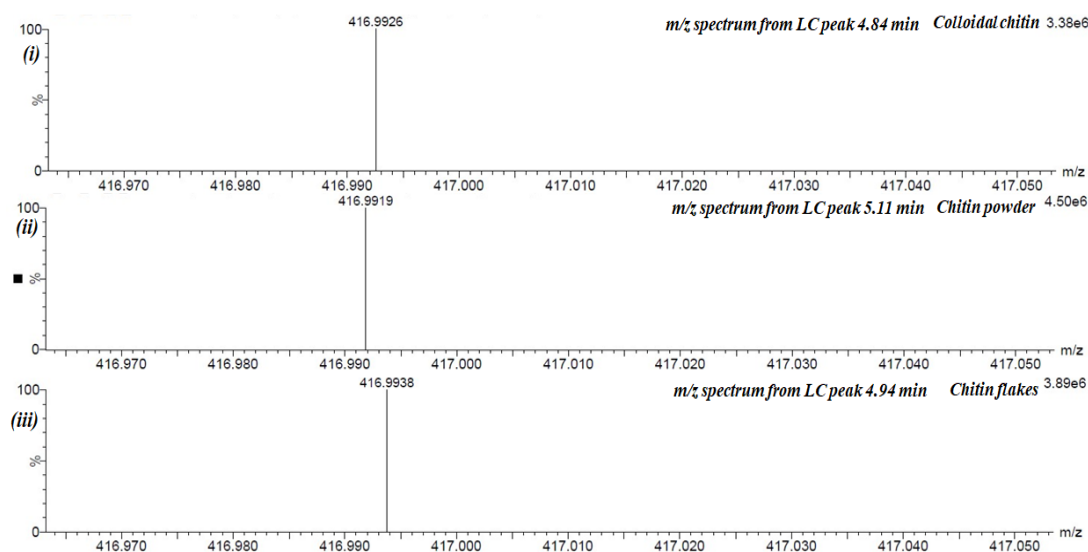 416.9926
m/z spectrum from LC peak 4.84 min Colloidal chitin 3.38e6
100
(i)
%
0
416.970 416.980 416.990 417.000 417.010 417.020 417.030 417.040 417.050 m/z
416.9919
m/z spectrum from LC peak 5.11 min Chitin powder 4.50e6
100
(ii)
%
0
416.970 416.980 416.990 417.000 417.010 417.020 417.030 417.040 417.050 m/z
416.9938
m/z spectrum from LC peak 4.94 min Chitin flakes 3.89e6
100
(iii)
%
0
416.970 416.980 416.990 417.000 417.010 417.020 417.030 417.040 417.050 m/z